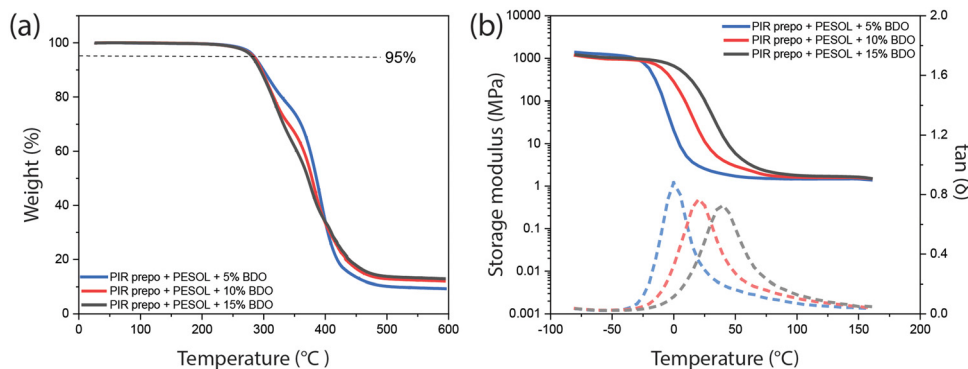 (a)
Weight (%)
100
80
60
40
20
0
95%
PIR prepo + PESOL + 5% BDO
PIR prepo + PESOL + 10% BDO
PIR prepo + PESOL + 15% BDO
0 100 200 300 400 500 600
Temperature (°C )
(b)
Storage modulus (MPa)
10000
1000
100
10
1
0.1
0.01
0.001
PIR prepo + PESOL + 5% BDO
PIR prepo + PESOL + 10% BDO
PIR prepo + PESOL + 15% BDO
2.0
1.6
1.2
0.8
0.4
0.0
tan (δ)
-100 -50 0 50 100 150 200
Temperature (°C)